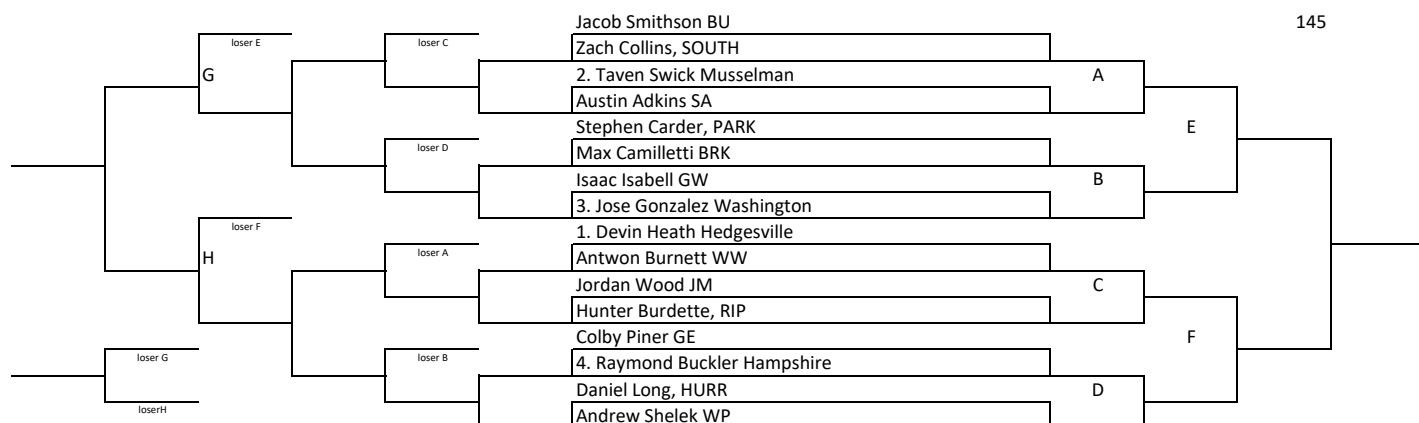 Jacob Smithson BU 145
loser E loser C Zach Collins, SOUTH
G 2. Taven Swick Musselman A
Austin Adkins SA
Stephen Carder, PARK E
loser D Max Camilletti BRK
Isaac Isabell GW B
3. Jose Gonzalez Washington
loser F 1. Devin Heath Hedgesville
H loser A Antwon Burnett WW
Jordan Wood JM C
Hunter Burdette, RIP
Colby Piner GE F
loser G loser B 4. Raymond Buckler Hampshire
Daniel Long, HURR D
loserH Andrew Shelek WP